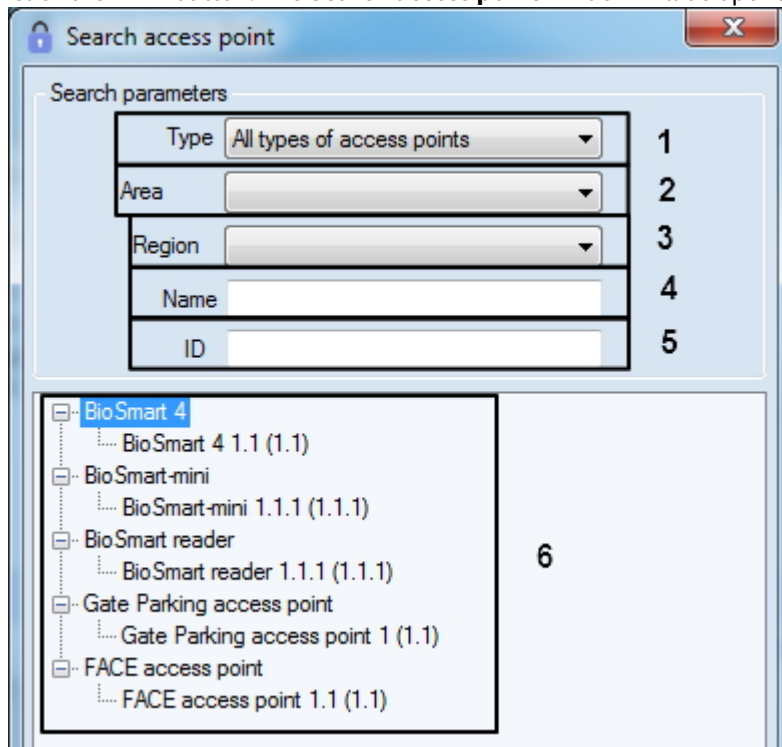 Search access point
Search parameters
Type All types of access points 1
Area 2
Region 3
Name 4
ID 5
BioSmart 4
BioSmart 4 1.1 (1.1)
BioSmart-mini
BioSmart-mini 1.1.1 (1.1.1)
BioSmart reader
BioSmart reader 1.1.1 (1.1.1)
6
Gate Parking access point
Gate Parking access point 1 (1.1)
FACE access point
FACE access point 1.1 (1.1)